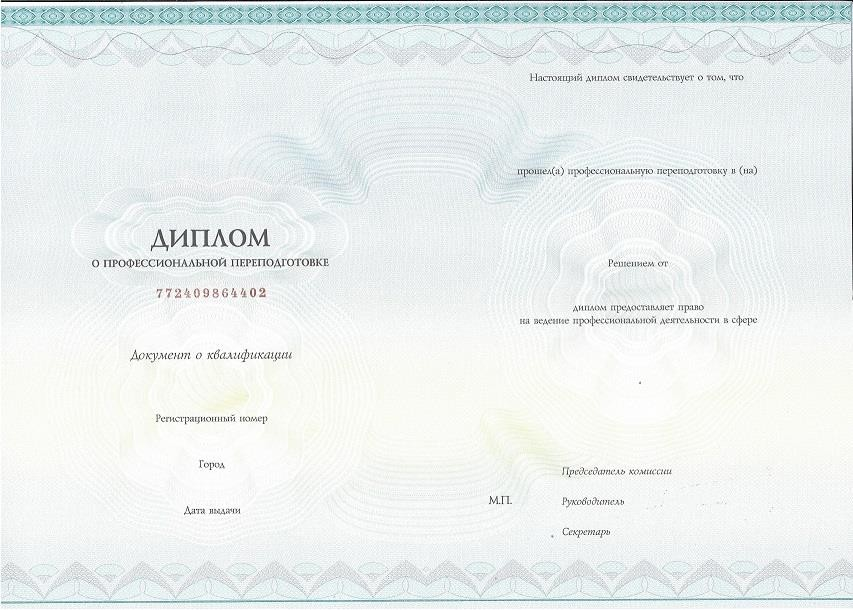 ДИПЛОМ
О ПРОФЕССИОНАЛЬНОЙ ПЕРЕПОДГОТОВКЕ
772409864402
Документ о квалификации
Регистрационный номер
Город
Дата выдачи
Настоящий диплом свидетельствует о том, что
прошел(а) профессиональную переподготовку в (на)
Решением от
диплом предоставляет право
на ведение профессиональной деятельности в сфере
Председатель комиссии
М.П.
Руководитель
Секретарь